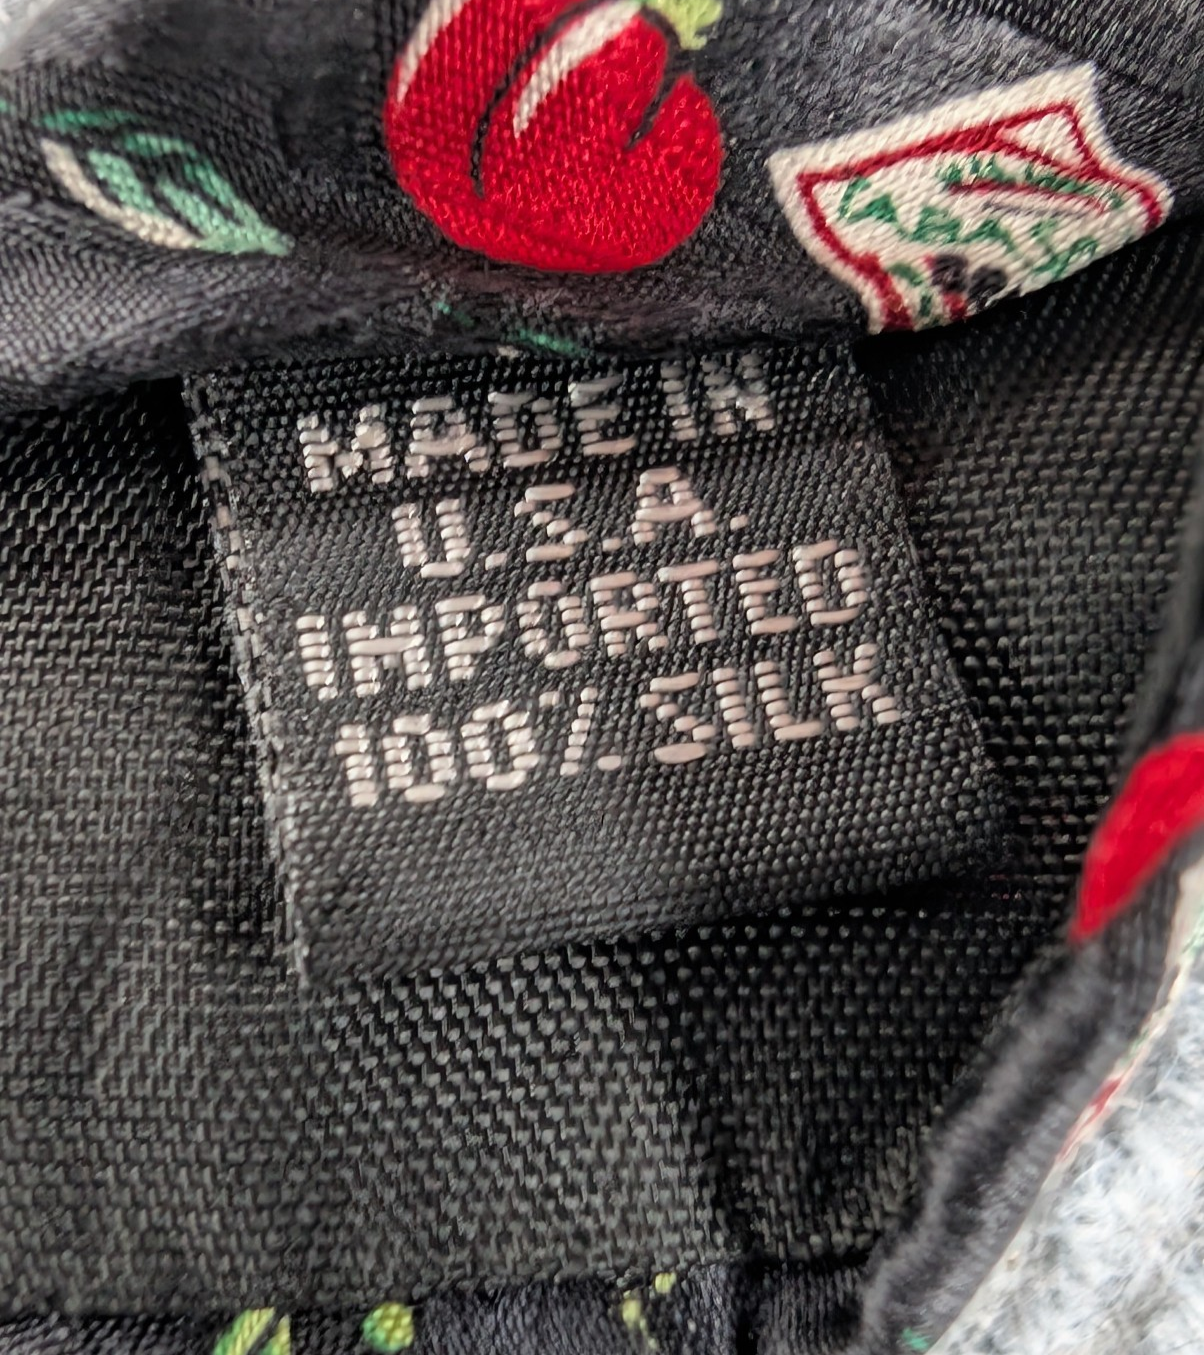 MADE IN
U.S.A.
IMPORTED
100% SILK